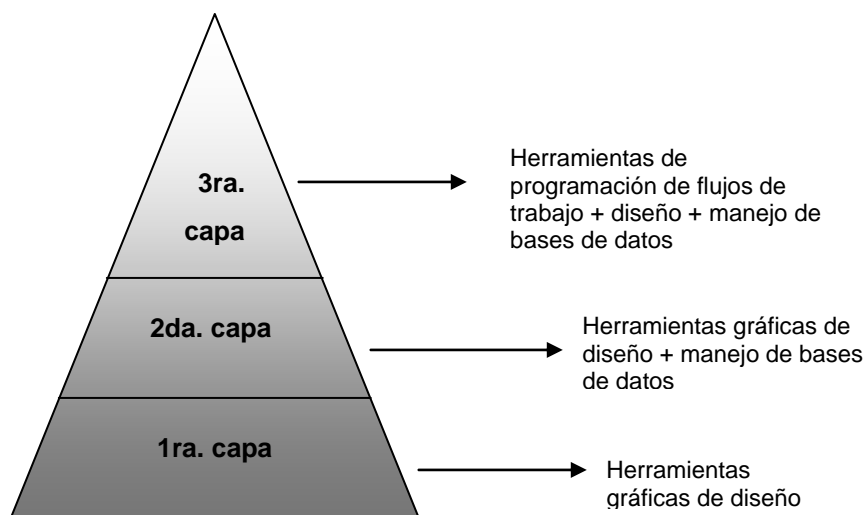 3ra.
capa
Herramientas de
programación de flujos de
trabajo + diseño + manejo de
bases de datos
2da. capa
Herramientas gráficas de
diseño + manejo de bases
de datos
1ra. capa
Herramientas
gráficas de diseño